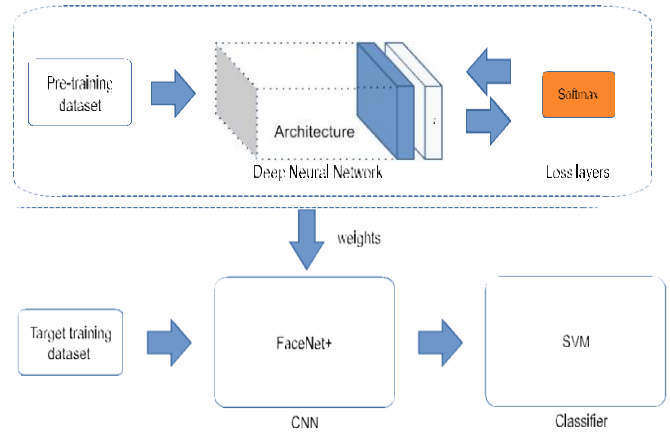 Pre-training
dataset
Architecture
:
Softmax
Deep Neural Network
Loss layers
weights
Target training
dataset
FaceNet+
SVM
CNN
Classifier